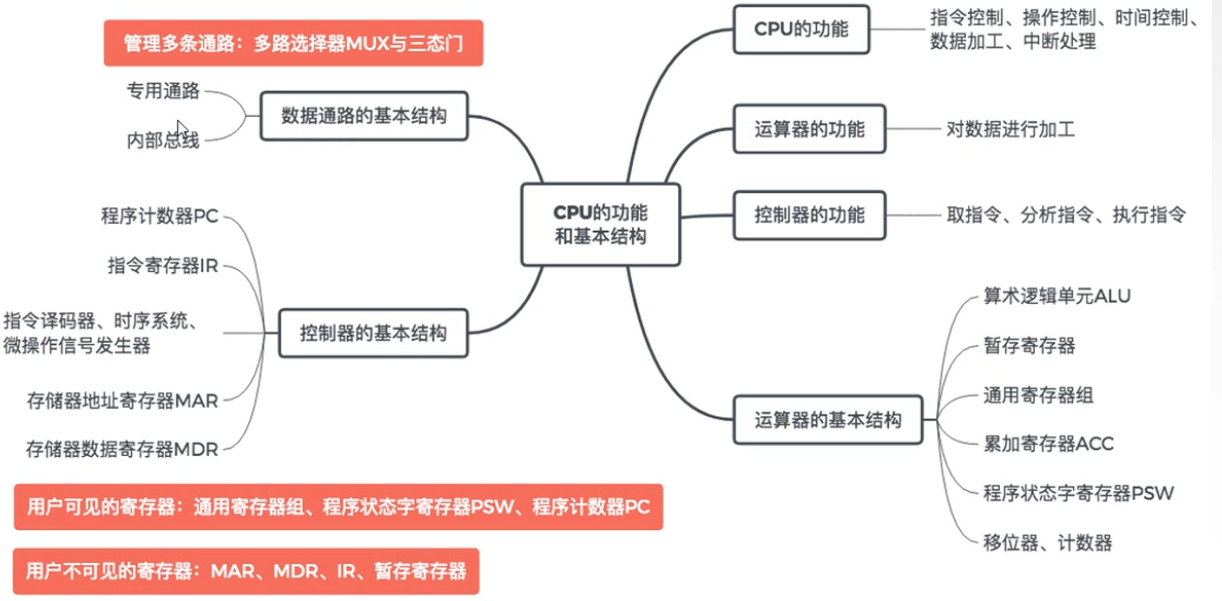 管理多条通路：多路选择器MUX与三态门
专用通路
内部总线
数据通路的基本结构
程序计数器PC
指令寄存器IR
指令译码器、时序系统、
微操作信号发生器
存储器地址寄存器MAR
存储器数据寄存器MDR
控制器的基本结构
用户可见的寄存器：通用寄存器组、程序状态字寄存器PSW、程序计数器PC
用户不可见的寄存器：MAR、MDR、IR、暂存寄存器
CPU的功能
和基本结构
CPU的功能
指令控制、操作控制、时间控制、
数据加工、中断处理
运算器的功能
对数据进行加工
控制器的功能
取指令、分析指令、执行指令
运算器的基本结构
算术逻辑单元ALU
暂存寄存器
通用寄存器组
累加寄存器ACC
程序状态字寄存器PSW
移位器、计数器